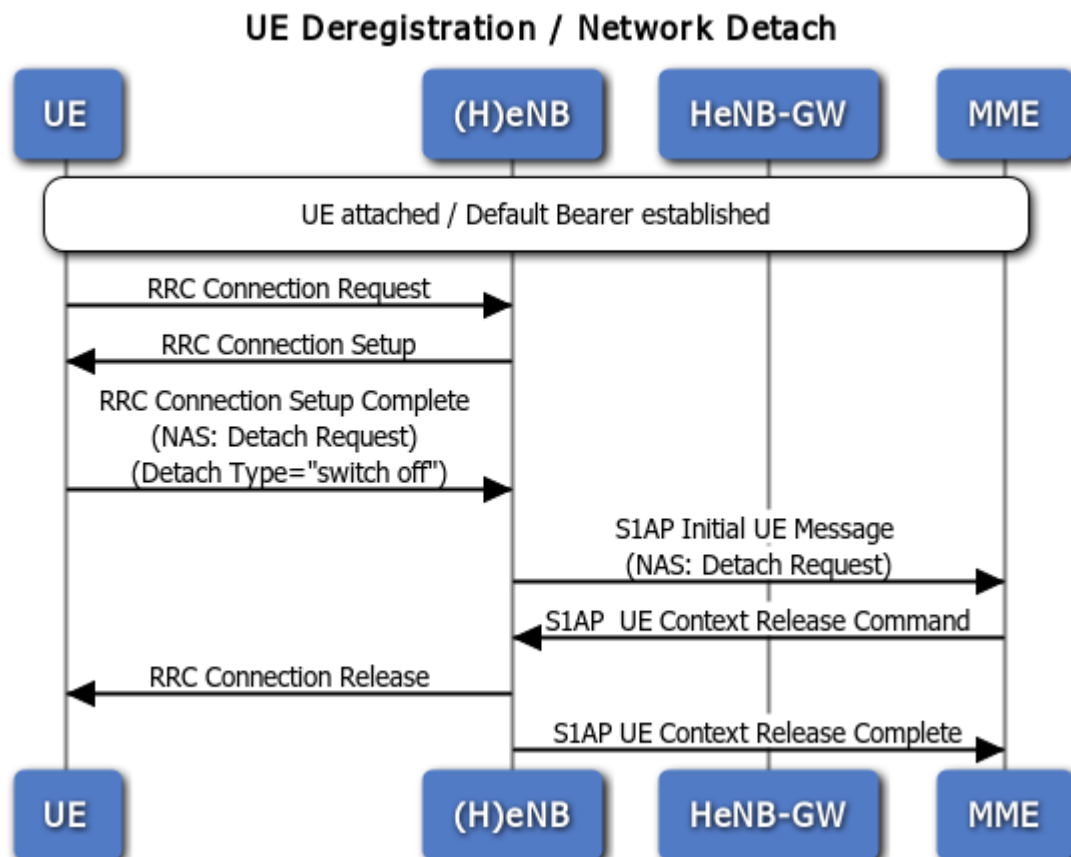 UE Deregistration / Network Detach
UE
(H)eNB
HeNB-GW
MME
UE attached / Default Bearer established
RRC Connection Request
RRC Connection Setup
RRC Connection Setup Complete
(NAS: Detach Request)
(Detach Type="switch off")
S1AP Initial UE Message
(NAS: Detach Request)
S1AP  UE Context Release Command
RRC Connection Release
S1AP UE Context Release Complete
UE
(H)eNB
HeNB-GW
MME